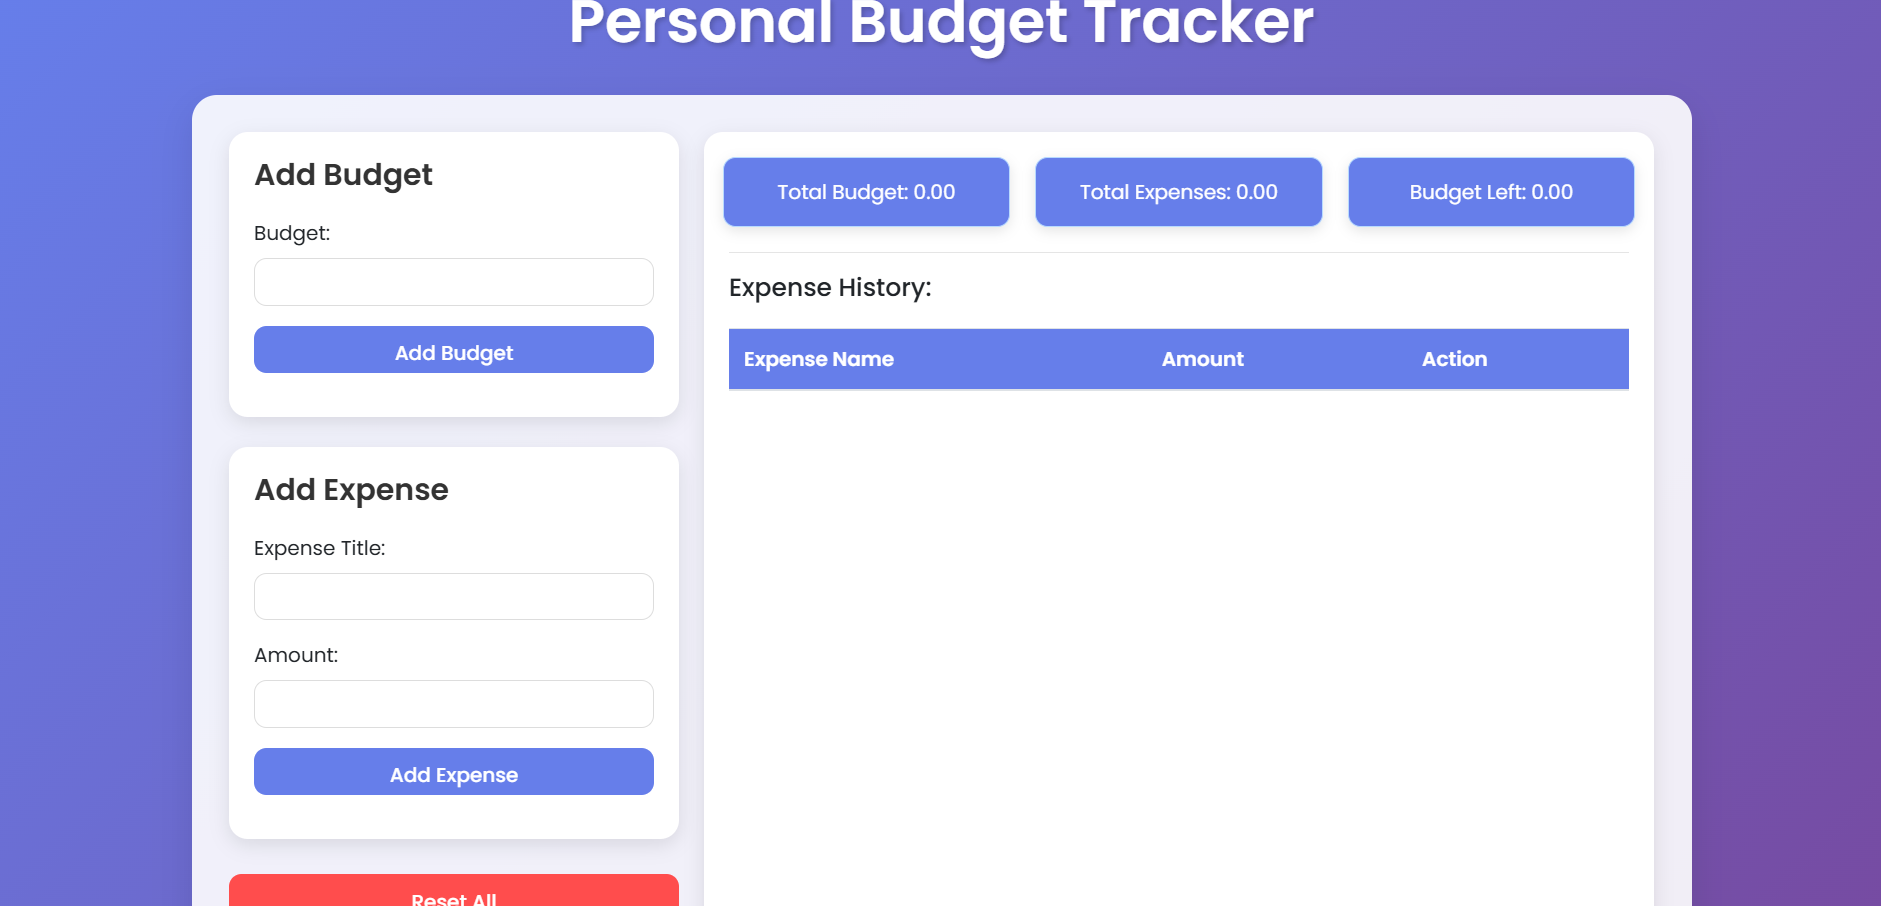 Personal Budget Tracker
Add Budget
Budget:
Add Budget
Add Expense
Expense Title:
Amount:
Add Expense
Reset All
Total Budget: 0.00
Total Expenses: 0.00
Budget Left: 0.00
Expense History:
Expense Name Amount Action